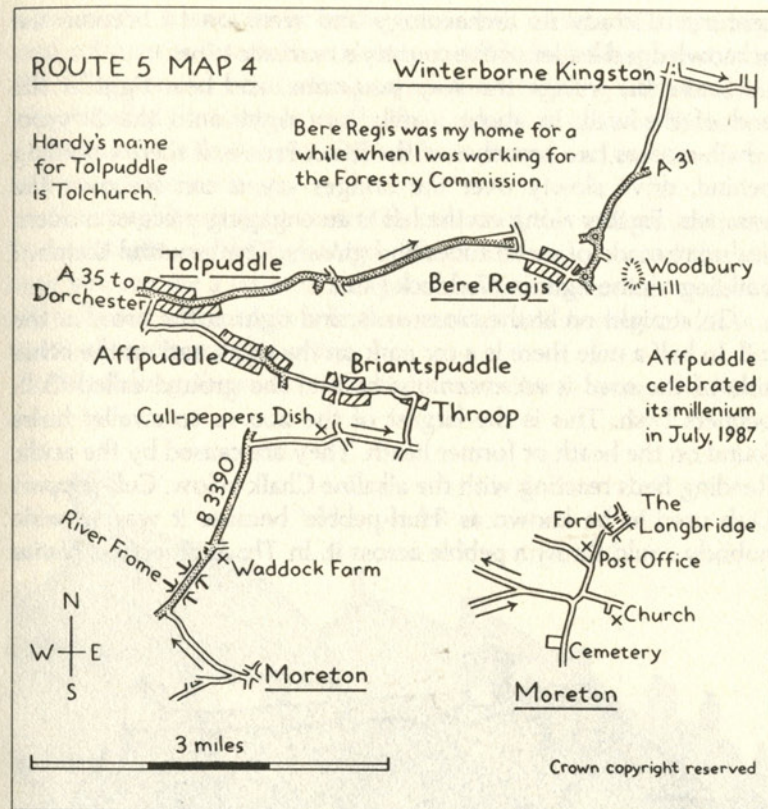 ROUTE 5 MAP 2
Winterborne Kingston
Hardy's name
for Tolpuddle
is Tolchurch.
Bere Regis was my home for a
while when I was working for
the Forestry Commission.
A 31
A 35 to
Dorchester
Tolpuddle
Bere Regis
Woodbury
Hill
Affpuddle
Briantspuddle
Affpuddle
celebrated
its millenium
in July, 1987.
Cull-peppers Dish
Throop
B 3390
River Frome
Waddock Farm
Ford
The
Longbridge
Post Office
Church
Cemetery
Moreton
N
W E
S
Moreton
3 miles
Crown copyright reserved